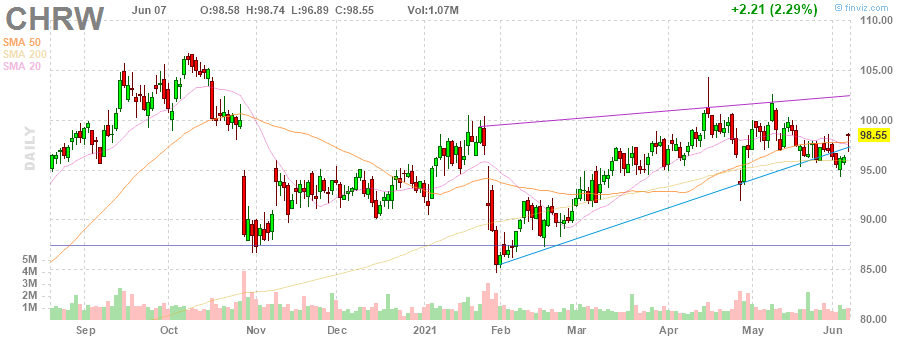 CHRW Jun 07 O:98.58 H:98.74 L:96.89 C:98.55 Vol:1.07M +2.21 (2.29%) © finviz.com
110.00
SMA 50
SMA 200
SMA 20
105.00
100.00
98.55
DAILY
95.00
90.00
5M
4M
85.00
3M
2M
1M
80.00
Sep Oct Nov Dec 2021 Feb Mar Apr May Jun